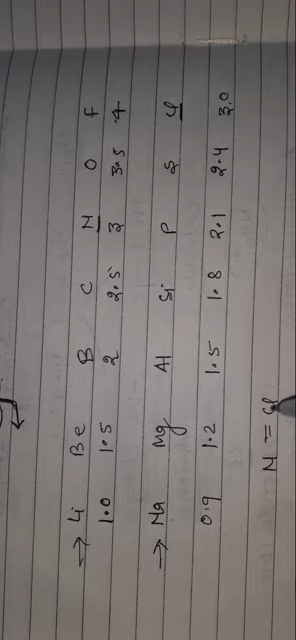 → Li Be B C N O F
1.0 1.5 2 2.5 3 3.5 4
→ Na Mg Al Si P S Cl
0.9 1.2 1.5 1.8 2.1 2.4 3.0
N = Cl